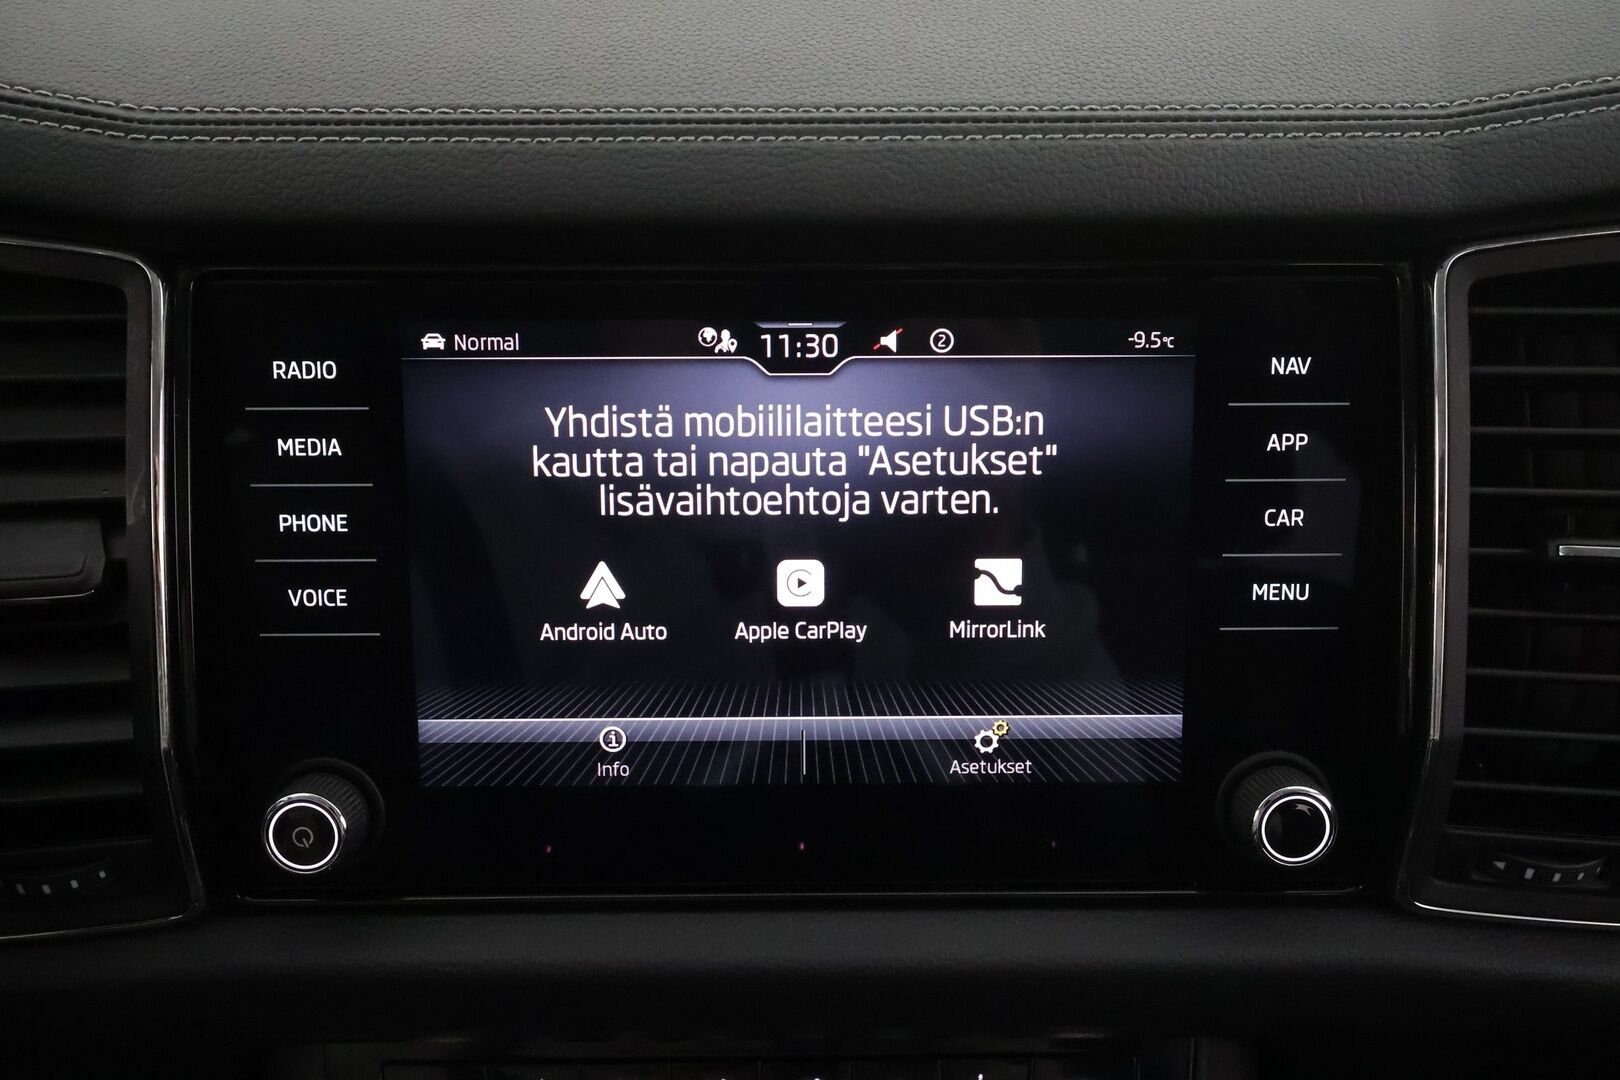 Normal
11:30
2
-9.5°C
RADIO
MEDIA
PHONE
VOICE
Yhdistä mobiililaitteesi USB:n
kautta tai napauta "Asetukset"
lisävaihtoehtoja varten.
Android Auto
Apple CarPlay
MirrorLink
Info
Asetukset
NAV
APP
CAR
MENU